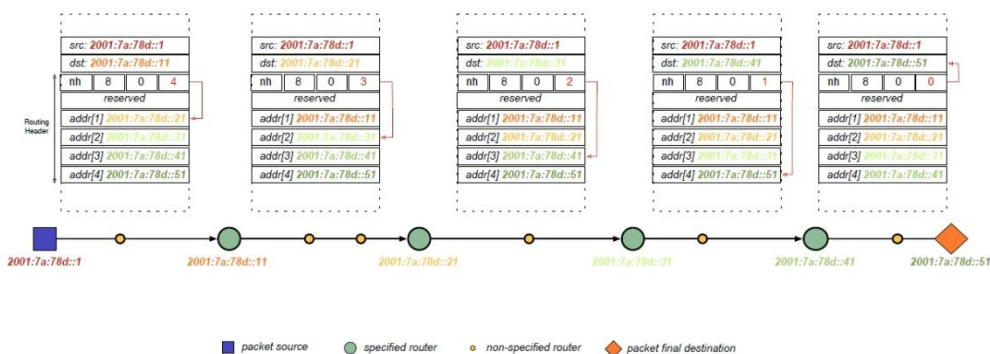 src: 2001:7a:78d::1
dst: 2001:7a:78d::11
nh 8 0 4
reserved
addr[1] 2001:7a:78d::21
addr[2] 2001:7a:78d::31
addr[3] 2001:7a:78d::41
addr[4] 2001:7a:78d::51
Routing
Header
src: 2001:7a:78d::1
dst: 2001:7a:78d::21
nh 8 0 3
reserved
addr[1] 2001:7a:78d::11
addr[2] 2001:7a:78d::31
addr[3] 2001:7a:78d::41
addr[4] 2001:7a:78d::51
src: 2001:7a:78d::1
dst: 2001:7a:78d::31
nh 8 0 2
reserved
addr[1] 2001:7a:78d::11
addr[2] 2001:7a:78d::21
addr[3] 2001:7a:78d::41
addr[4] 2001:7a:78d::51
src: 2001:7a:78d::1
dst: 2001:7a:78d::41
nh 8 0 1
reserved
addr[1] 2001:7a:78d::11
addr[2] 2001:7a:78d::21
addr[3] 2001:7a:78d::31
addr[4] 2001:7a:78d::51
src: 2001:7a:78d::1
dst: 2001:7a:78d::51
nh 8 0 0
reserved
addr[1] 2001:7a:78d::11
addr[2] 2001:7a:78d::21
addr[3] 2001:7a:78d::31
addr[4] 2001:7a:78d::41
2001:7a:78d::1
2001:7a:78d::11
2001:7a:78d::21
2001:7a:78d::31
2001:7a:78d::41
2001:7a:78d::51
packet source
specified router
non-specified router
packet final destination